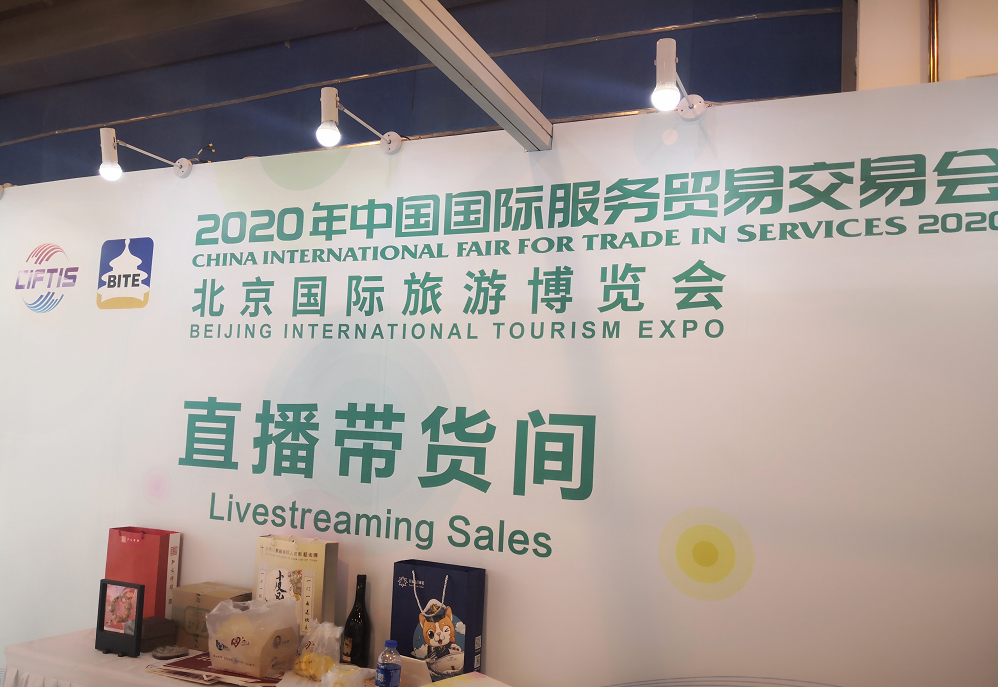 2020年中国国际服务贸易交易会
CHINA INTERNATIONAL FAIR FOR TRADE IN SERVICES 2020
CIFTIS
BITE
北京国际旅游博览会
BEIJING INTERNATIONAL TOURISM EXPO
直播带货间
Livestreaming Sales